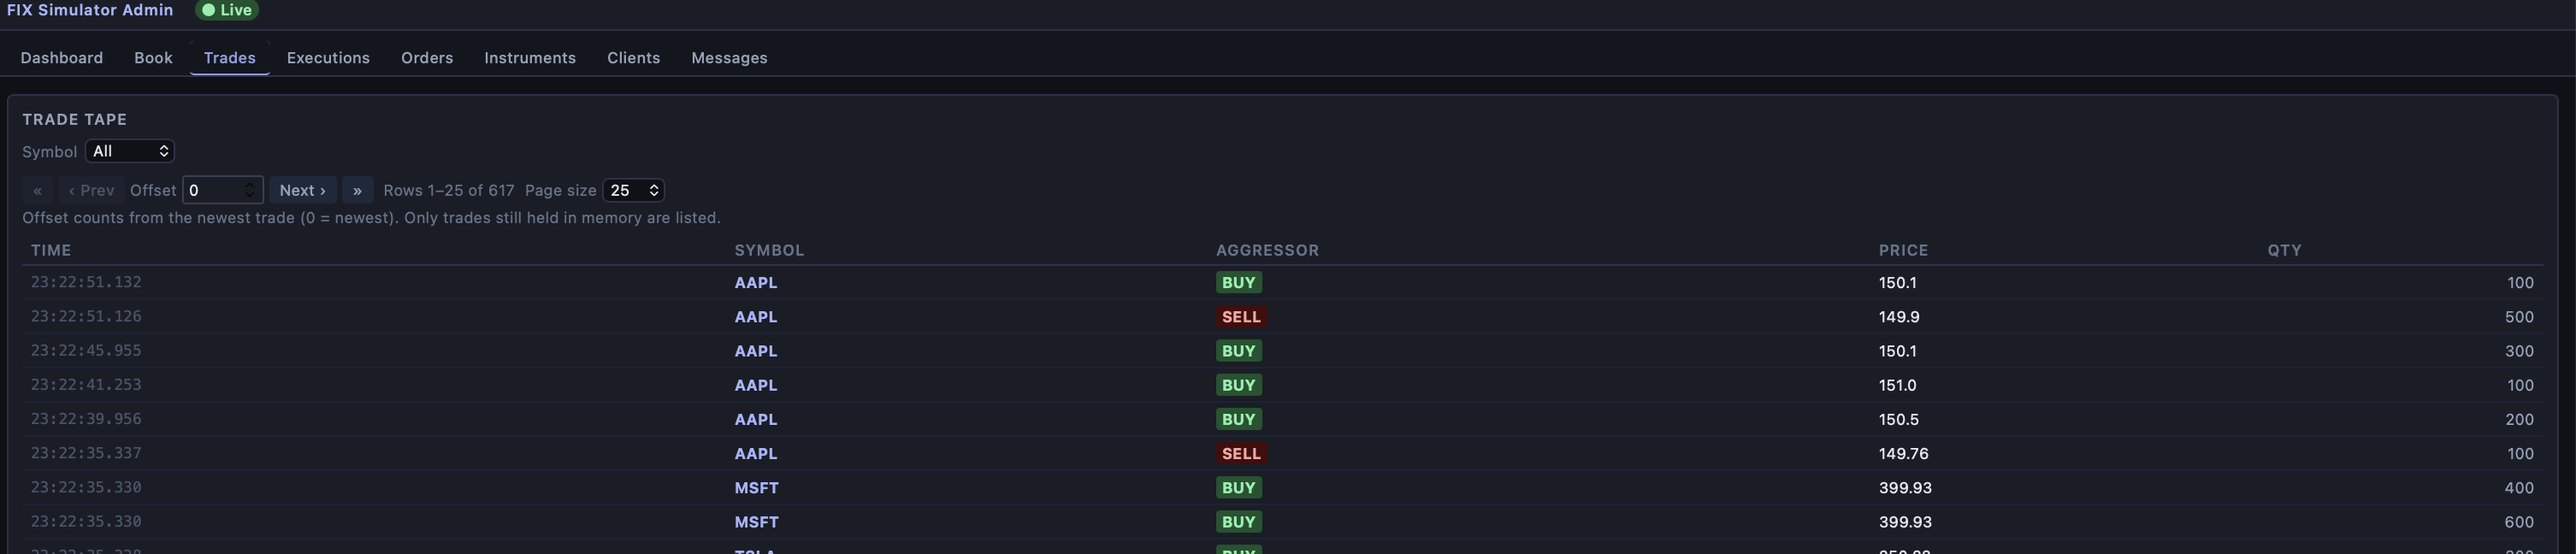 FIX Simulator Admin Live
Dashboard Book Trades Executions Orders Instruments Clients Messages
TRADE TAPE
Symbol All
« ‹ Prev Offset 0 Next › » Rows 1–25 of 617 Page size 25
Offset counts from the newest trade (0 = newest). Only trades still held in memory are listed.
TIME SYMBOL AGGRESSOR PRICE QTY
23:22:51.132 AAPL BUY 150.1 100
23:22:51.126 AAPL SELL 149.9 500
23:22:45.955 AAPL BUY 150.1 300
23:22:41.253 AAPL BUY 151.0 100
23:22:39.956 AAPL BUY 150.5 200
23:22:35.337 AAPL SELL 149.76 100
23:22:35.330 MSFT BUY 399.93 400
23:22:35.330 MSFT BUY 399.93 600
TSLA BUY